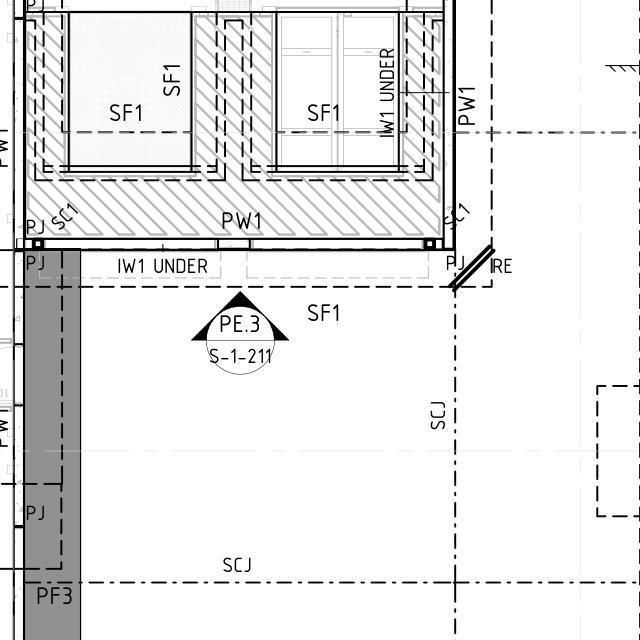 PJ
SF1
IW1 UNDER
SF1
SF1
PW1
PW1
SC1
SC1
PJ
PW1
PJ
IW1 UNDER
PJ
RE
SF1
PE.3
S-1-211
SCJ
PW1
PJ
SCJ
PF3